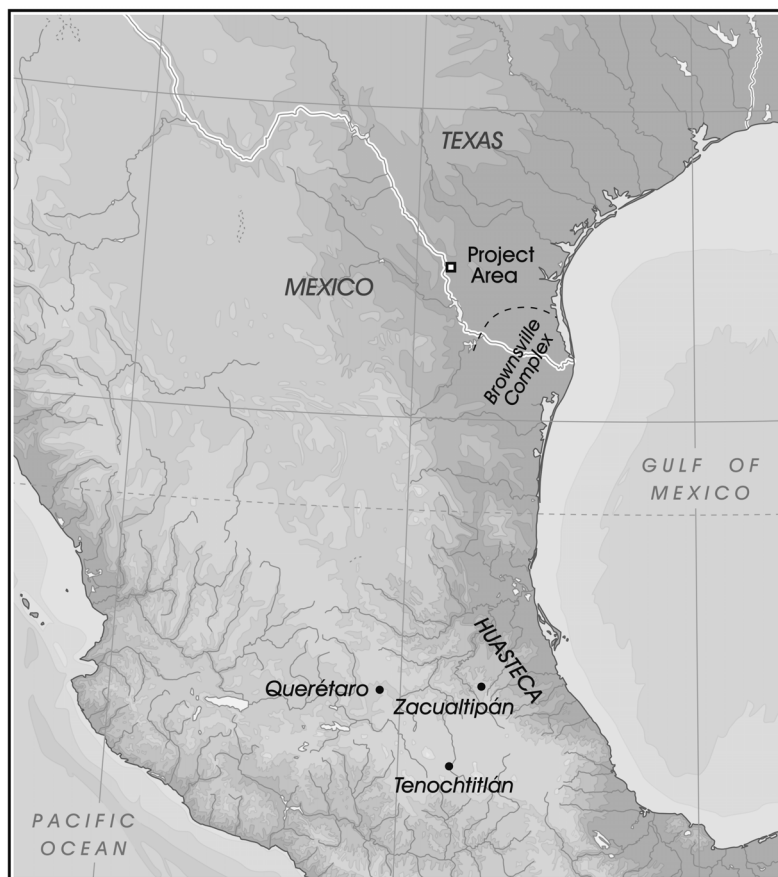 TEXAS
Project
Area
MEXICO
Brownsville
Complex
GULF OF
MEXICO
HUASTECA
Querétaro
Zacualtipán
Tenochtitlán
PACIFIC
OCEAN